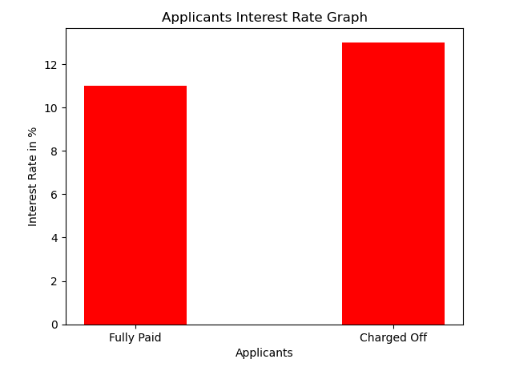 Applicants Interest Rate Graph
12
10
8
6
4
2
0
Interest Rate in %
Fully Paid
Charged Off
Applicants